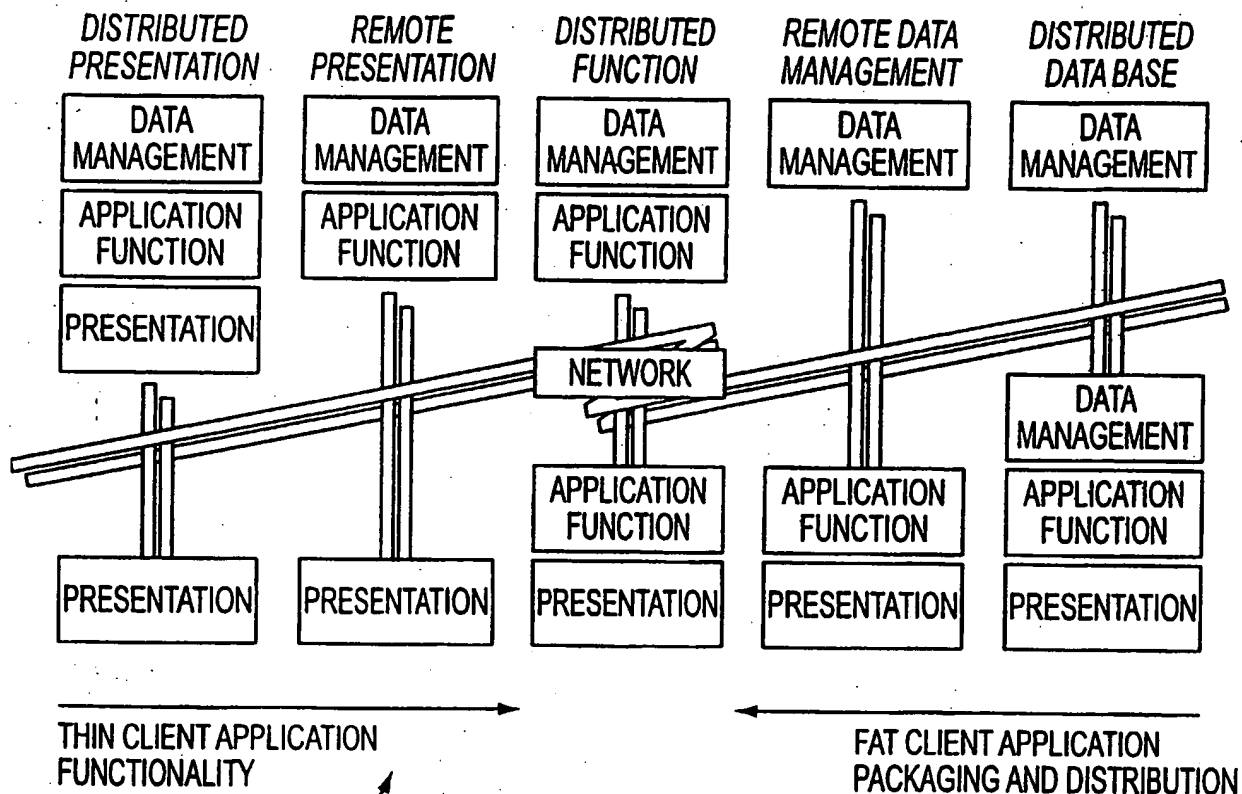 DISTRIBUTED
PRESENTATION
REMOTE
PRESENTATION
DISTRIBUTED
FUNCTION
REMOTE DATA
MANAGEMENT
DISTRIBUTED
DATA BASE
DATA
MANAGEMENT
DATA
MANAGEMENT
DATA
MANAGEMENT
DATA
MANAGEMENT
DATA
MANAGEMENT
APPLICATION
FUNCTION
APPLICATION
FUNCTION
APPLICATION
FUNCTION
PRESENTATION
NETWORK
DATA
MANAGEMENT
APPLICATION
FUNCTION
APPLICATION
FUNCTION
APPLICATION
FUNCTION
PRESENTATION
PRESENTATION
PRESENTATION
PRESENTATION
PRESENTATION
THIN CLIENT APPLICATION
FUNCTIONALITY
FAT CLIENT APPLICATION
PACKAGING AND DISTRIBUTION